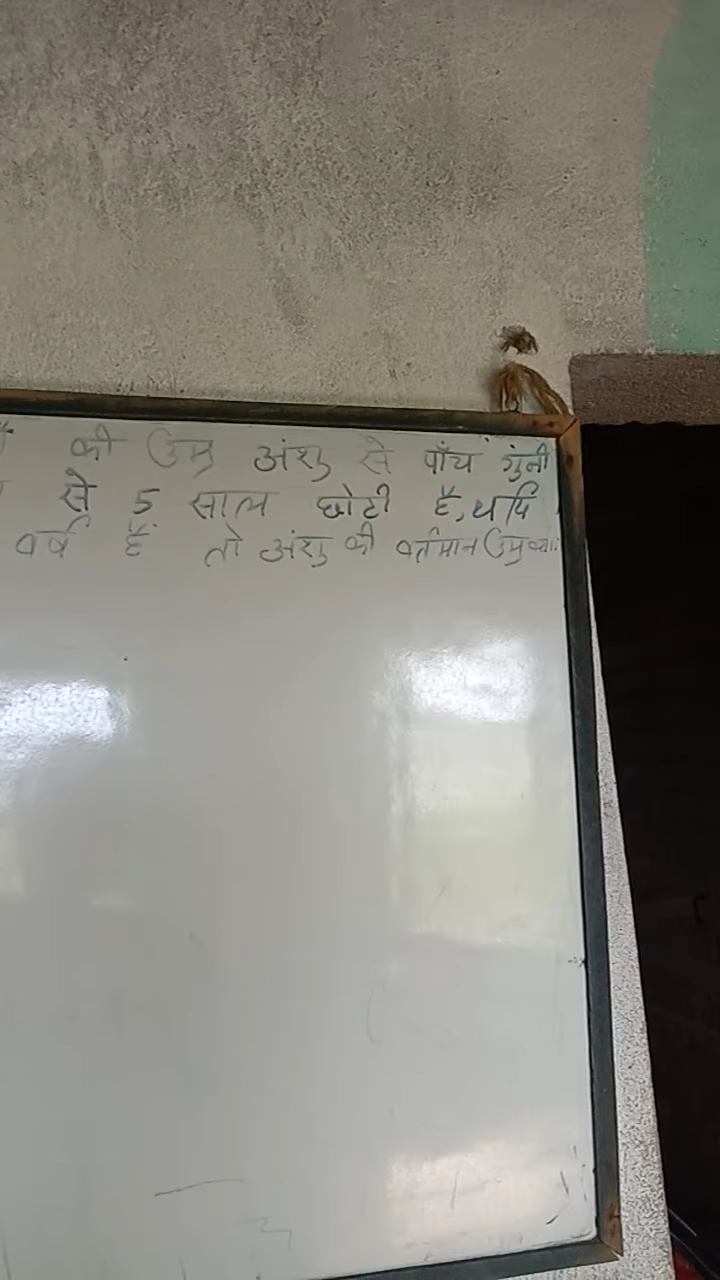 की उम्र अंशु से पाँच गुंनी
से 5 साल छोटी है, यदि
वर्ष हैं तो अंशु की वर्तमान उम्र